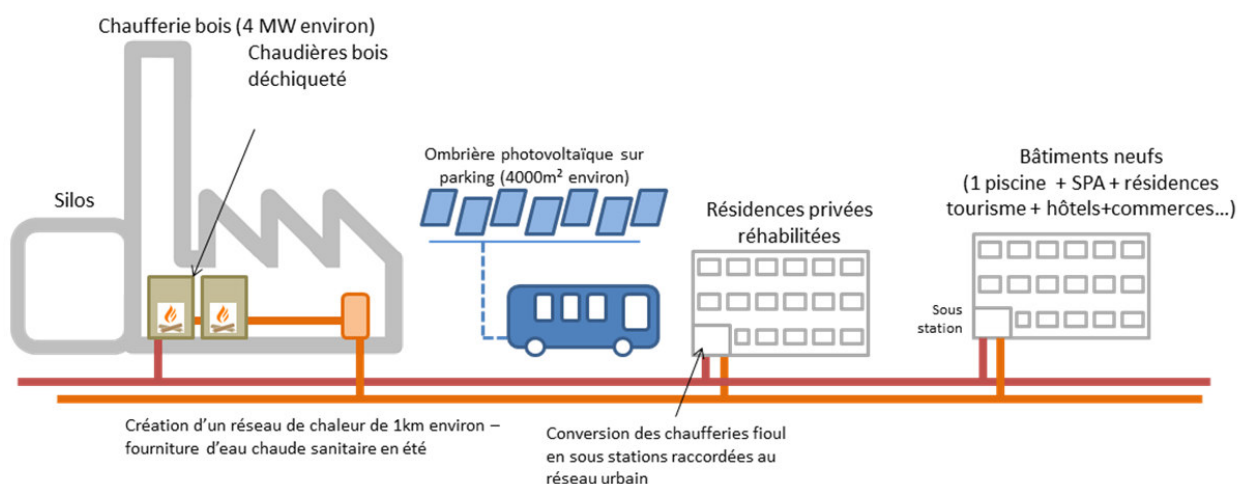 Chaufferie bois (4 MW environ)
Chaudières bois
déchiqueté
Silos
Ombrière photovoltaïque sur
parking (4000m² environ)
Résidences privées
réhabilitées
Bâtiments neufs
(1 piscine + SPA + résidences
tourisme + hôtels+commerces...)
Sous
station
Création d'un réseau de chaleur de 1km environ –
fourniture d'eau chaude sanitaire en été
Conversion des chaufferies fioul
en sous stations raccordées au
réseau urbain